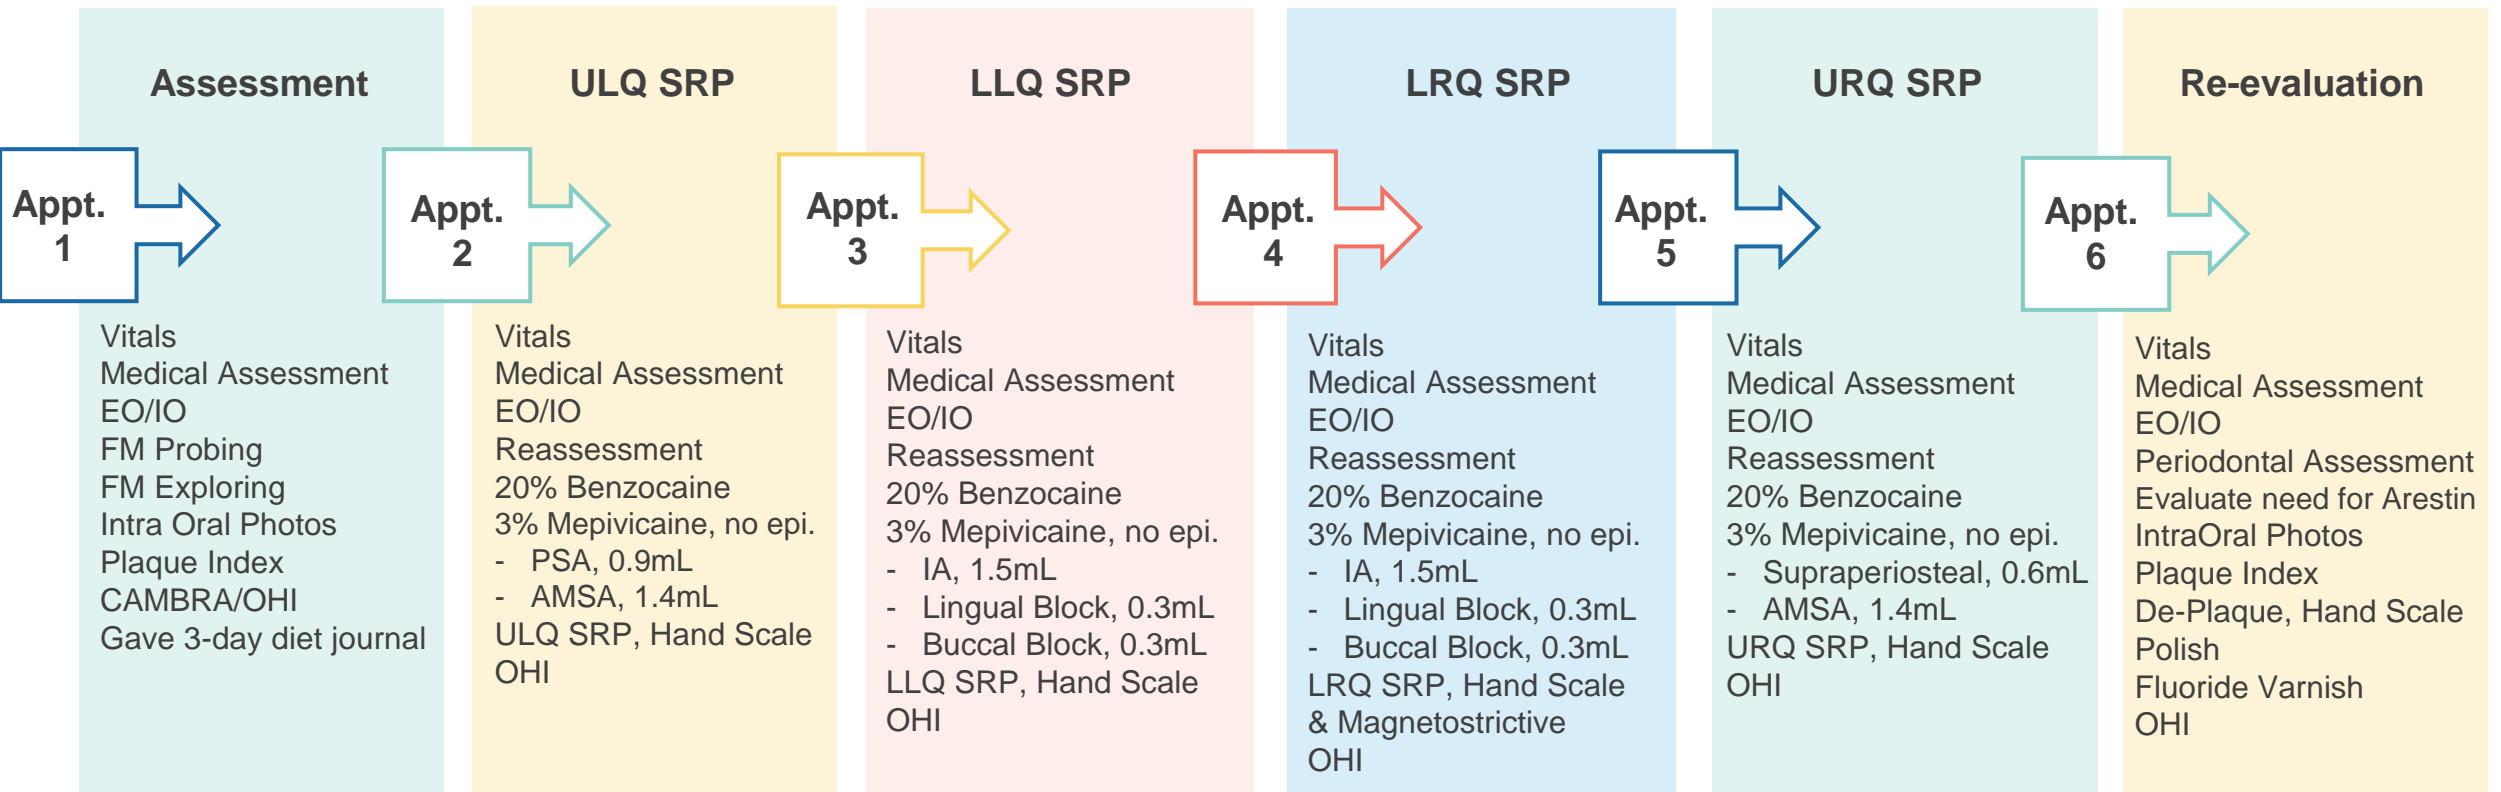 Assessment
Appt.
1
Vitals
Medical Assessment
EO/IO
FM Probing
FM Exploring
Intra Oral Photos
Plaque Index
CAMBRA/OHI
Gave 3-day diet journal
ULQ SRP
Appt.
2
Vitals
Medical Assessment
EO/IO
Reassessment
20% Benzocaine
3% Mepivicaine, no epi.
- PSA, 0.9mL
- AMSA, 1.4mL
ULQ SRP, Hand Scale
OHI
LLQ SRP
Appt.
3
Vitals
Medical Assessment
EO/IO
Reassessment
20% Benzocaine
3% Mepivicaine, no epi.
- IA, 1.5mL
- Lingual Block, 0.3mL
- Buccal Block, 0.3mL
LLQ SRP, Hand Scale
OHI
LRQ SRP
Appt.
4
Vitals
Medical Assessment
EO/IO
Reassessment
20% Benzocaine
3% Mepivicaine, no epi.
- IA, 1.5mL
- Lingual Block, 0.3mL
- Buccal Block, 0.3mL
LRQ SRP, Hand Scale
& Magnetostrictive
OHI
URQ SRP
Appt.
5
Vitals
Medical Assessment
EO/IO
Reassessment
20% Benzocaine
3% Mepivicaine, no epi.
- Supraperiosteal, 0.6mL
- AMSA, 1.4mL
URQ SRP, Hand Scale
OHI
Re-evaluation
Appt.
6
Vitals
Medical Assessment
EO/IO
Periodontal Assessment
Evaluate need for Arestin
IntraOral Photos
Plaque Index
De-Plaque, Hand Scale
Polish
Fluoride Varnish
OHI